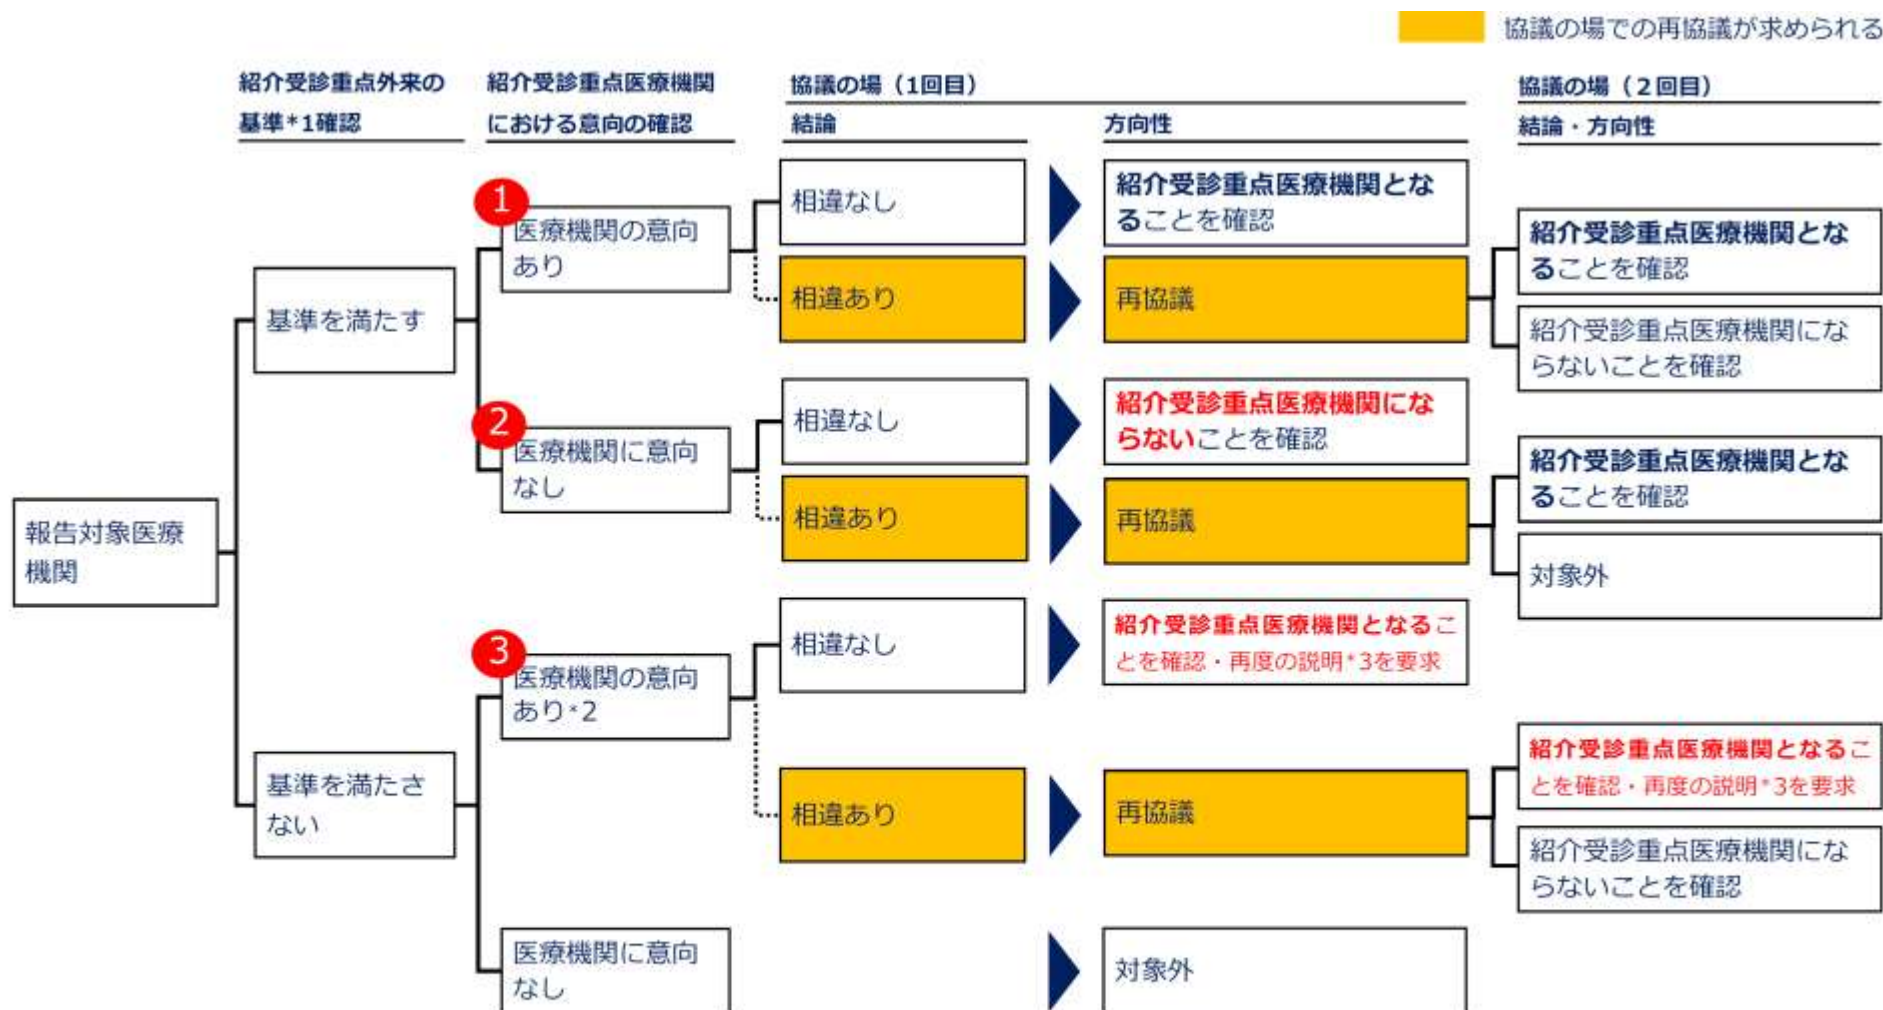 協議の場での再協議が求められる
紹介受診重点外来の
基準*1確認
紹介受診重点医療機関
における意向の確認
協議の場（1回目）
結論
方向性
協議の場（２回目）
結論・方向性
報告対象医療
機関
基準を満たす
1
医療機関の意向
あり
相違なし
紹介受診重点医療機関とな
ることを確認
相違あり
再協議
紹介受診重点医療機関とな
ることを確認
紹介受診重点医療機関にな
らないことを確認
2
医療機関に意向
なし
相違なし
紹介受診重点医療機関にな
らないことを確認
相違あり
再協議
紹介受診重点医療機関とな
ることを確認
対象外
基準を満たさ
ない
3
医療機関の意向
あり*2
相違なし
紹介受診重点医療機関となるこ
とを確認・再度の説明*3を要求
相違あり
再協議
紹介受診重点医療機関となるこ
とを確認・再度の説明*3を要求
紹介受診重点医療機関にな
らないことを確認
医療機関に意向
なし
対象外